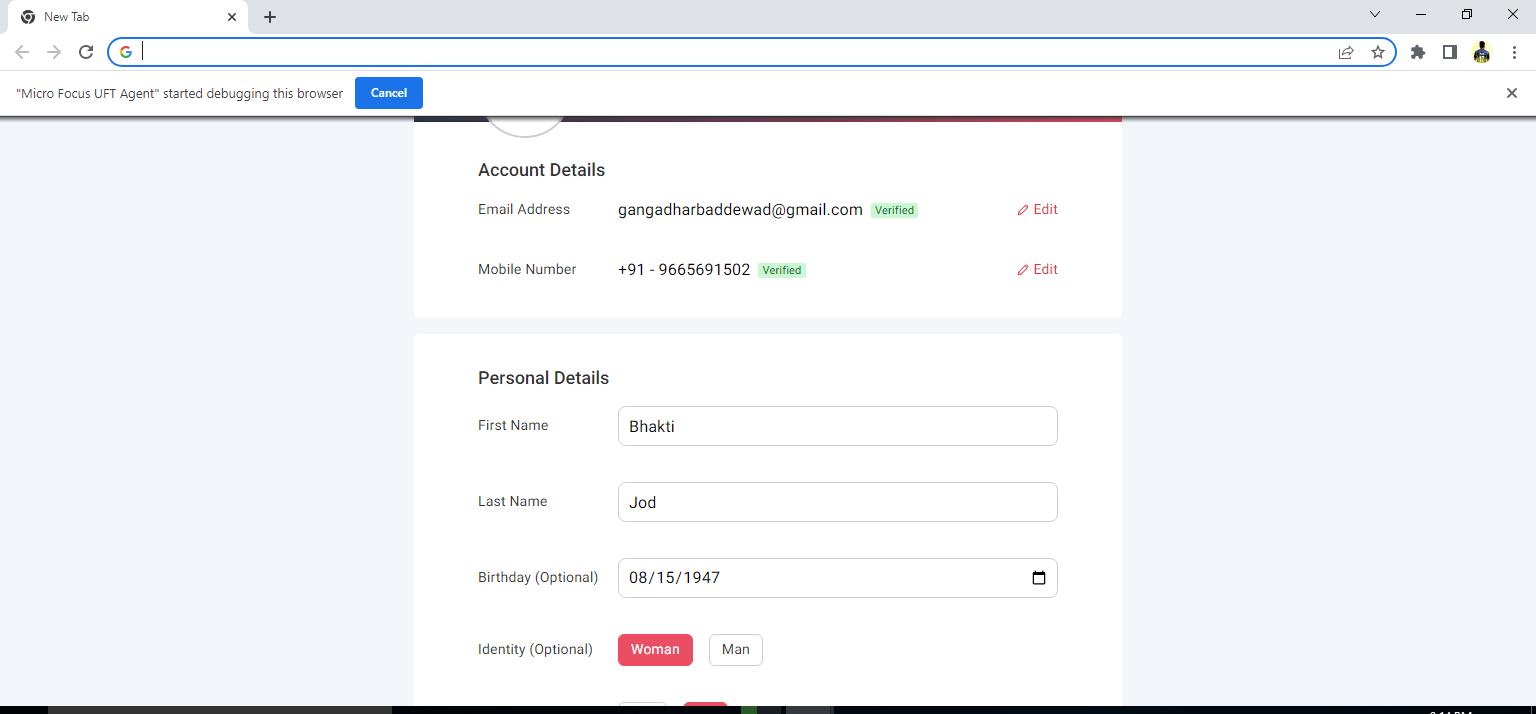 New Tab
"Micro Focus UFT Agent" started debugging this browser Cancel
Account Details
Email Address gangadharbaddewad@gmail.com Verified Edit
Mobile Number +91 - 9665691502 Verified Edit
Personal Details
First Name Bhakti
Last Name Jod
Birthday (Optional) 08/15/1947
Identity (Optional) Woman Man